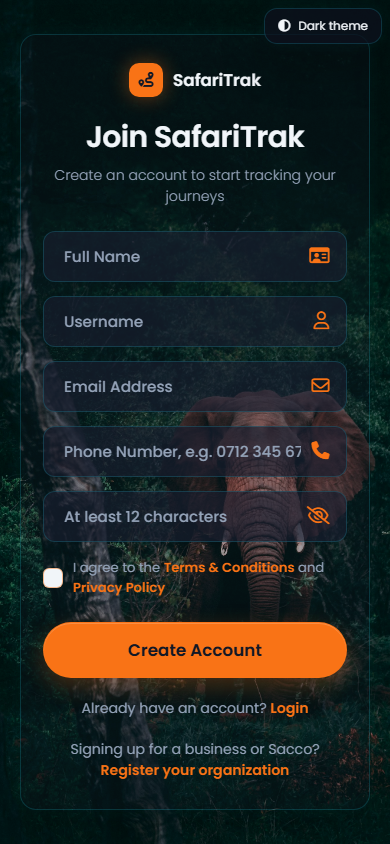 Dark theme
SafariTrak
Join SafariTrak
Create an account to start tracking your
journeys
Full Name
Username
Email Address
Phone Number, e.g. 0712 345 67
At least 12 characters
I agree to the Terms & Conditions and
Privacy Policy
Create Account
Already have an account? Login
Signing up for a business or Sacco?
Register your organization